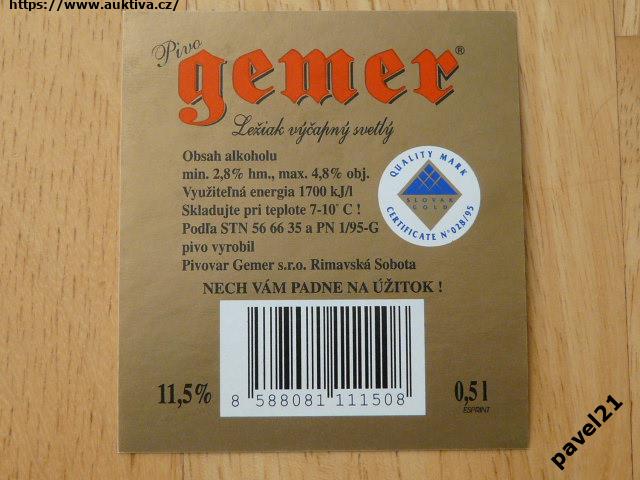 https://www.auktiva.cz/
Pivo
gemer®
Ležiak výčapný svetlý
Obsah alkoholu
min. 2,8% hm., max. 4,8% obj.
Využiteľná energia 1700 kJ/l
Skladujte pri teplote 7-10° C !
Podľa STN 56 66 35 a PN 1/95-G
pivo vyrobil
Pivovar Gemer s.r.o. Rimavská Sobota
QUALITY MARK
SLOVAK
GOLD
CERTIFICATE N° 028/95
NECH VÁM PADNE NA ÚŽITOK !
11,5%
8 588081 111508
0,5 l
ESPRINT
pavel21